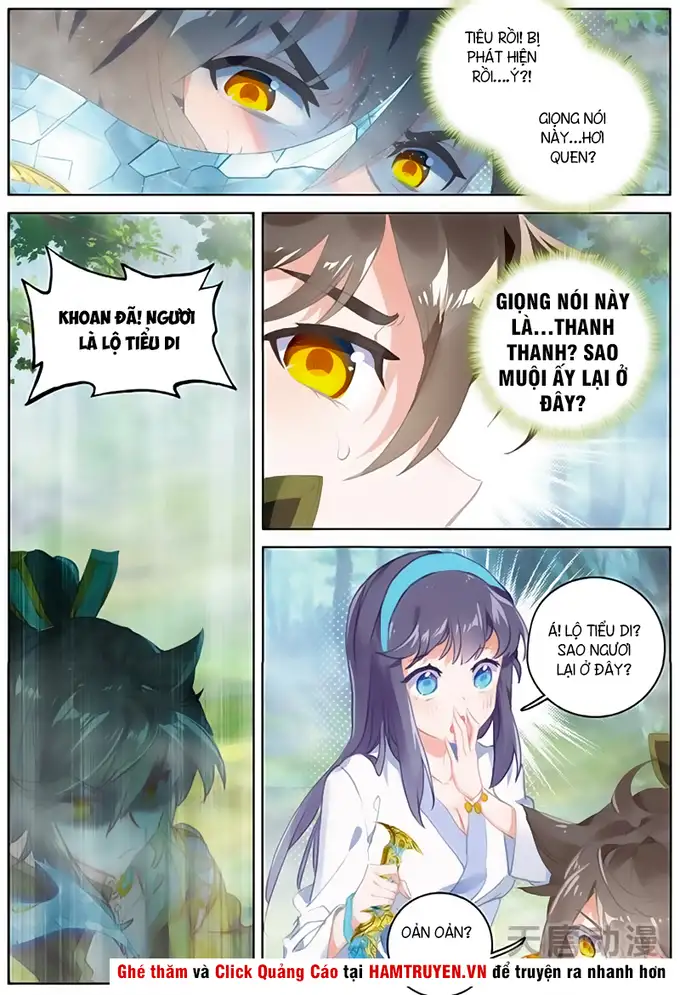 TIÊU RỒI! BỊ
PHÁT HIỆN
RỒI....Ý?!
GIỌNG NÓI
NÀY...HƠI
QUEN?
KHOAN ĐÃ! NGƯƠI
LÀ LỘ TIỂU DI
GIỌNG NÓI NÀY
LÀ...THANH
THANH? SAO
MUỘI ẤY LẠI Ở
ĐÂY?
Á! LỘ TIỂU DI?
SAO NGƯƠI
LẠI Ở ĐÂY?
OẢN OẢN?
天唐动漫
Ghé thăm và Click Quảng Cáo tại HAMTRUYEN.VN để truyện ra nhanh hơn